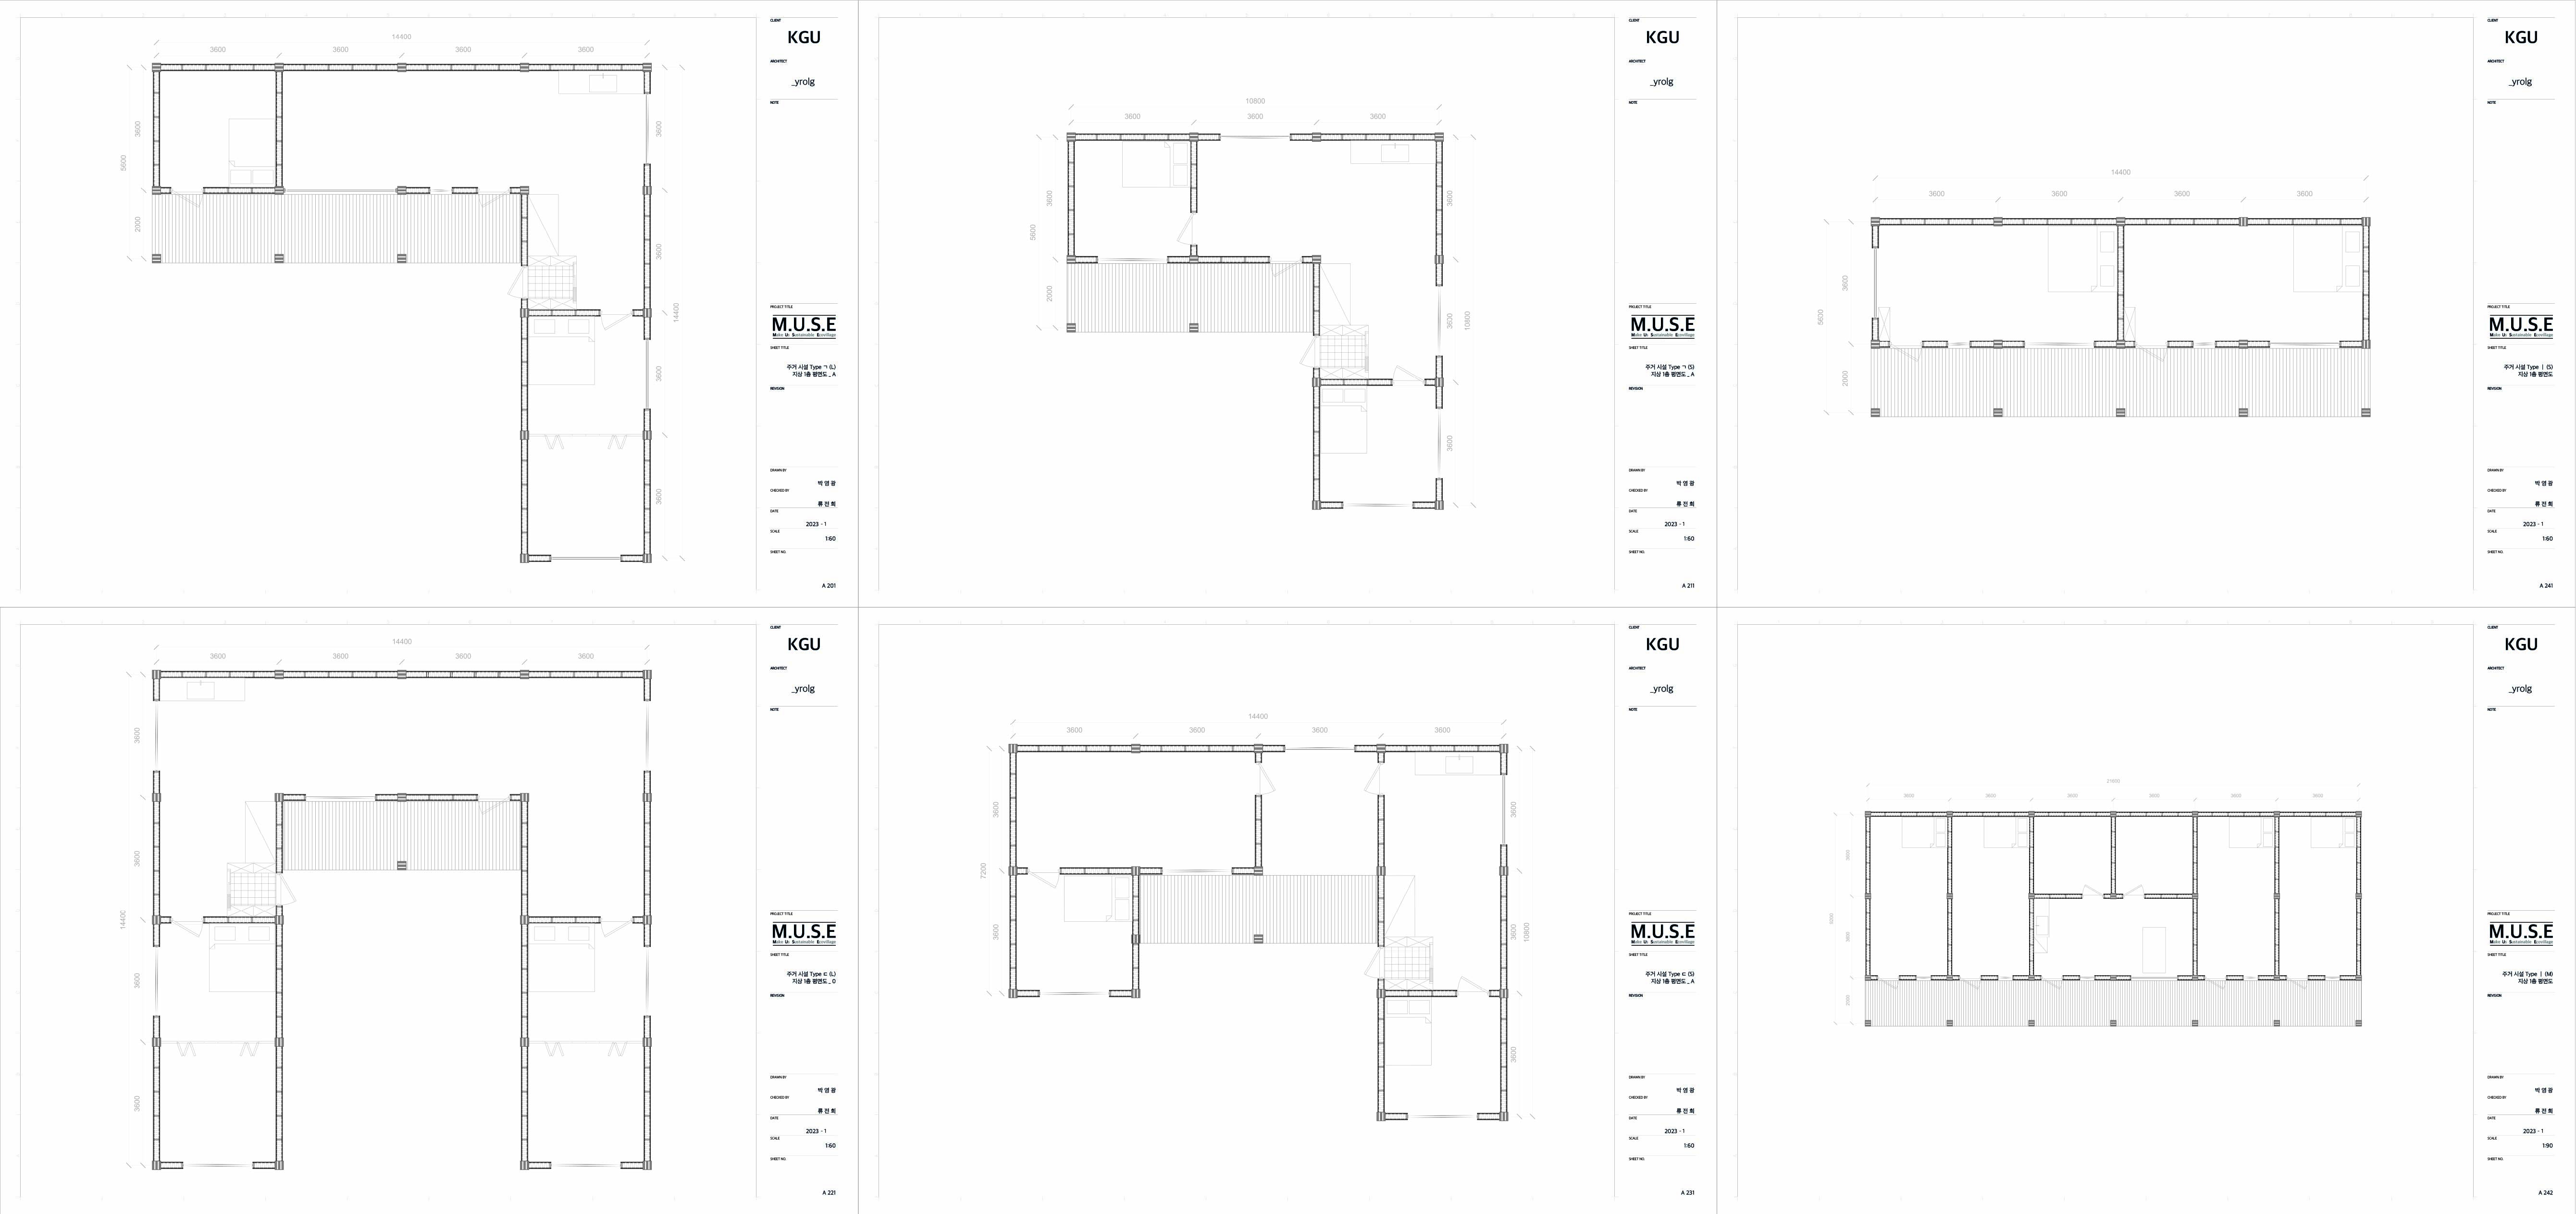 14400
3600
3600
3600
3600
3600
5600
2000
3600
3600
14400
3600
3600
CLIENT
KGU
ARCHITECT
_yrolg
NOTE
PROJECT TITLE
M.U.S.E
Make Us Sustainable Ecovillage
SHEET TITLE
주거 시설 Type ㄱ (L)
지상 1층 평면도 _ A
REVISION
DRAWN BY
박 영 광
CHECKED BY
류 전 희
DATE
2023 - 1
SCALE
1:60
SHEET NO.
A 201
10800
3600
3600
3600
3600
5600
2000
3600
3600
10800
3600
CLIENT
KGU
ARCHITECT
_yrolg
NOTE
PROJECT TITLE
M.U.S.E
Make Us Sustainable Ecovillage
SHEET TITLE
주거 시설 Type ㄱ (S)
지상 1층 평면도 _ A
REVISION
DRAWN BY
박 영 광
CHECKED BY
류 전 희
DATE
2023 - 1
SCALE
1:60
SHEET NO.
A 211
14400
3600
3600
3600
3600
3600
5600
2000
CLIENT
KGU
ARCHITECT
_yrolg
NOTE
PROJECT TITLE
M.U.S.E
Make Us Sustainable Ecovillage
SHEET TITLE
주거 시설 Type ㅣ (S)
지상 1층 평면도
REVISION
DRAWN BY
박 영 광
CHECKED BY
류 전 희
DATE
2023 - 1
SCALE
1:60
SHEET NO.
A 241
14400
3600
3600
3600
3600
3600
3600
14400
3600
3600
CLIENT
KGU
ARCHITECT
_yrolg
NOTE
PROJECT TITLE
M.U.S.E
Make Us Sustainable Ecovillage
SHEET TITLE
주거 시설 Type ㄷ (L)
지상 1층 평면도 _ 0
REVISION
DRAWN BY
박 영 광
CHECKED BY
류 전 희
DATE
2023 - 1
SCALE
1:60
SHEET NO.
A 221
14400
3600
3600
3600
3600
3600
7200
3600
3600
3600
10800
3600
CLIENT
KGU
ARCHITECT
_yrolg
NOTE
PROJECT TITLE
M.U.S.E
Make Us Sustainable Ecovillage
SHEET TITLE
주거 시설 Type ㄷ (S)
지상 1층 평면도 _ A
REVISION
DRAWN BY
박 영 광
CHECKED BY
류 전 희
DATE
2023 - 1
SCALE
1:60
SHEET NO.
A 231
21600
3600
3600
3600
3600
3600
3600
3600
3600
2000
CLIENT
KGU
ARCHITECT
_yrolg
NOTE
PROJECT TITLE
M.U.S.E
Make Us Sustainable Ecovillage
SHEET TITLE
주거 시설 Type ㅣ (M)
지상 1층 평면도
REVISION
DRAWN BY
박 영 광
CHECKED BY
류 전 희
DATE
2023 - 1
SCALE
1:90
SHEET NO.
A 242